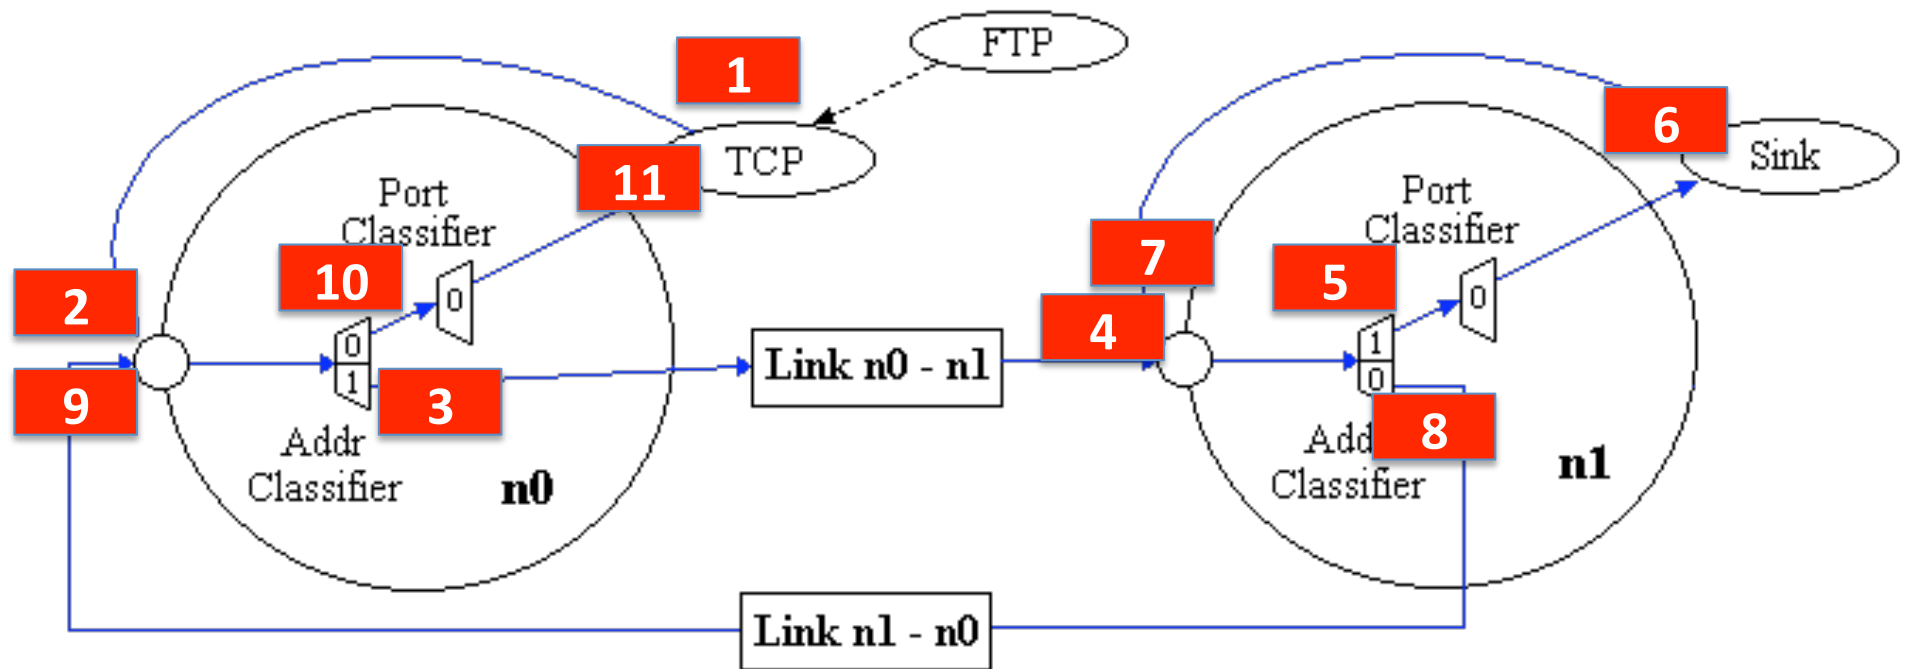 FTP
1
TCP
11
Port
Classifier
10
0
2
0
1
9
3
Addr
Classifier
n0
Link n0 - n1
6
Sink
Port
Classifier
7
5
0
4
1
0
8
Classifier
n1
Link n1 - n0